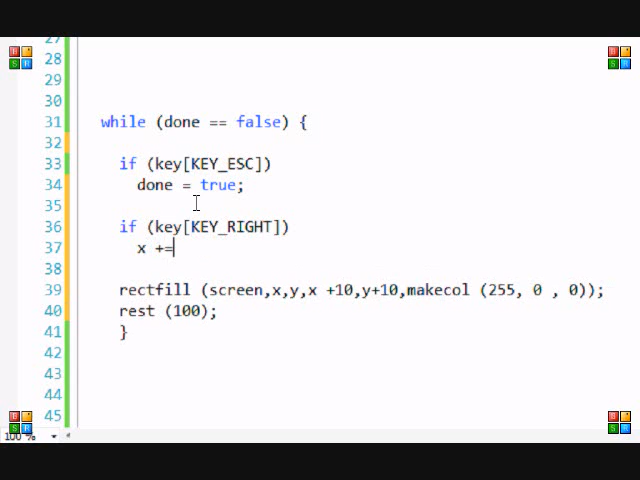 27
28
29
30
31 while (done == false) {
32
33 if (key[KEY_ESC])
34 done = true;
35
36 if (key[KEY_RIGHT])
37 x +=
38
39 rectfill (screen,x,y,x +10,y+10,makecol (255, 0 , 0));
40 rest (100);
41 }
42
43
44
45
100 %